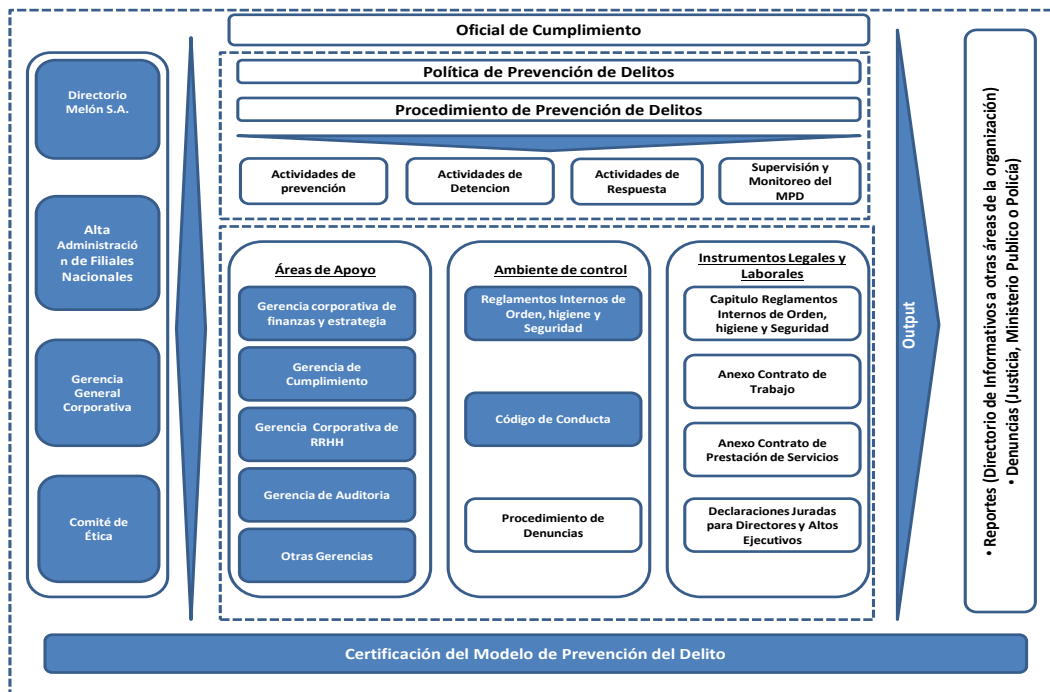 Oficial de Cumplimiento
Política de Prevención de Delitos
Procedimiento de Prevención de Delitos
Actividades de
prevención
Actividades de
Detencion
Actividades de
Respuesta
Supervisión y
Monitoreo del
MPD
Directorio
Melón S.A.
Alta
Administració
n de Filiales
Nacionales
Gerencia
General
Corporativa
Comité de
Ética
Áreas de Apoyo
Gerencia corporativa de
finanzas y estrategia
Gerencia de
Cumplimiento
Gerencia Corporativa de
RRHH
Gerencia de Auditoria
Otras Gerencias
Ambiente de control
Reglamentos Internos de
Orden, higiene y
Seguridad
Código de Conducta
Procedimiento de
Denuncias
Instrumentos Legales y
Laborales
Capitulo Reglamentos
Internos de Orden,
higiene y Seguridad
Anexo Contrato de
Trabajo
Anexo Contrato de
Prestación de Servicios
Declaraciones Juradas
para Directores y Altos
Ejecutivos
Output
• Reportes (Directorio de Informativos a otras áreas de la organización)
• Denuncias (Justicia, Ministerio Publico o Policía)
Certificación del Modelo de Prevención del Delito